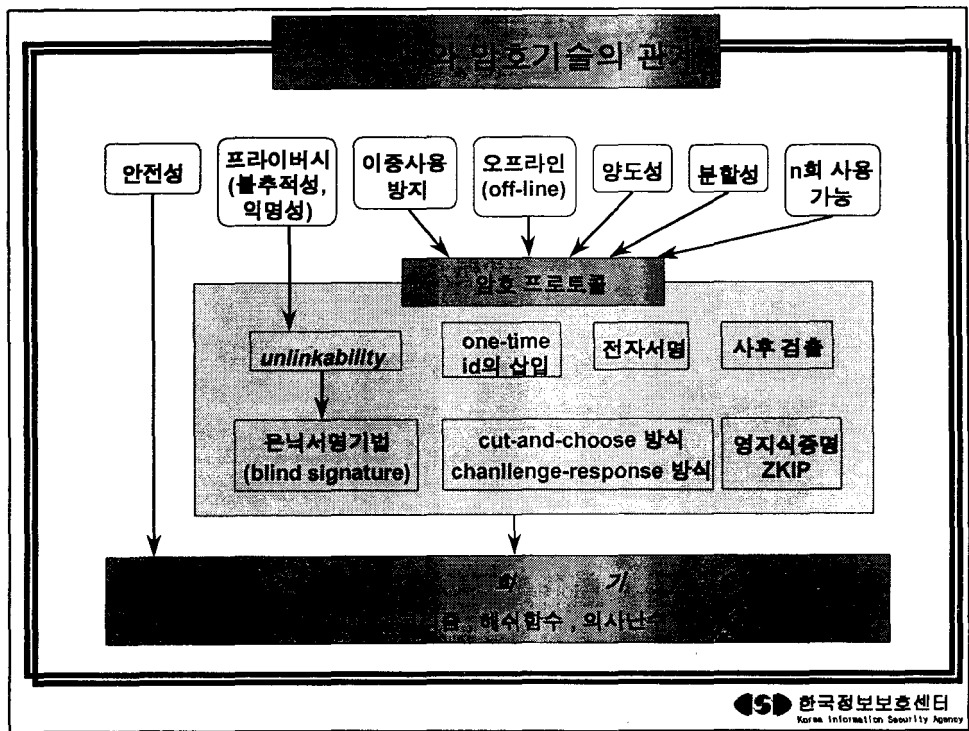 암호기술의 관계
안전성
프라이버시
(불추적성,
익명성)
이중사용
방지
오프라인
(off-line)
양도성
분할성
n회 사용
가능
암호 프로토콜
unlinkability
one-time
id의 삽입
전자서명
사후 검출
은닉서명기법
(blind signature)
cut-and-choose 방식
chanllenge-response 방식
영지식증명
ZKIP
해쉬함수 ,
한국정보보호센터
Korea Information Security Agency